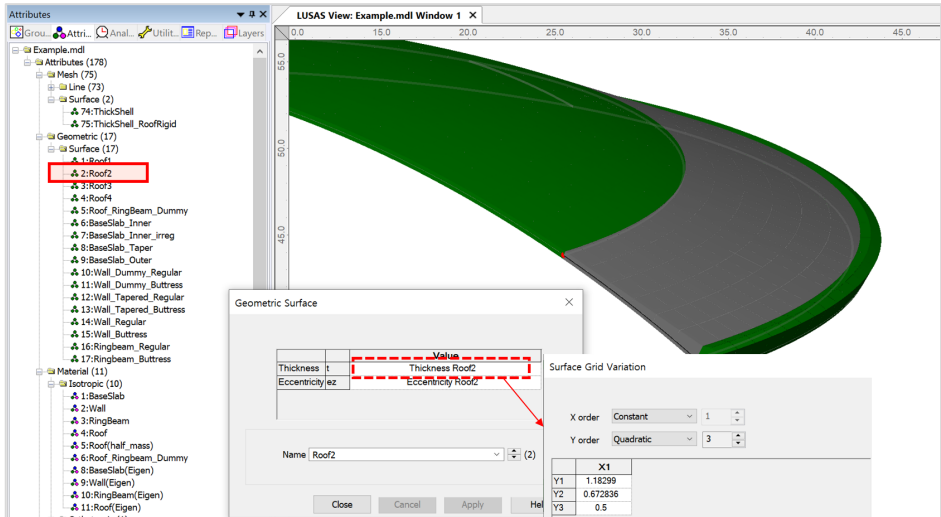 Attributes
Grou... Attri... Anal... Utilit... Rep... Layers
Example.mdl
Attributes (178)
Mesh (75)
Line (73)
Surface (2)
74:ThickShell
75:ThickShell_RoofRigid
Geometric (17)
Surface (17)
1:Roof1
2:Roof2
3:Roof3
4:Roof4
5:Roof_RingBeam_Dummy
6:BaseSlab_Inner
7:BaseSlab_Inner_irreg
8:BaseSlab_Taper
9:BaseSlab_Outer
10:Wall_Dummy_Regular
11:Wall_Dummy_Buttress
12:Wall_Tapered_Regular
13:Wall_Tapered_Buttress
14:Wall_Regular
15:Wall_Buttress
16:Ringbeam_Regular
17:Ringbeam_Buttress
Material (11)
Isotropic (10)
1:BaseSlab
2:Wall
3:RingBeam
4:Roof
5:Roof(half_mass)
6:Roof_Ringbeam_Dummy
8:BaseSlab(Eigen)
9:Wall(Eigen)
10:RingBeam(Eigen)
11:Roof(Eigen)
LUSAS View: Example.mdl Window 1
0.0 15.0 20.0 25.0 30.0 35.0 40.0 45.0
55.0
50.0
45.0
Geometric Surface
Value
Thickness t Thickness Roof2
Eccentricity ez Eccentricity Roof2
Name Roof2 (2)
Close Cancel Apply Hel
Surface Grid Variation
X order Constant 1
Y order Quadratic 3
X1
Y1 1.18299
Y2 0.672836
Y3 0.5